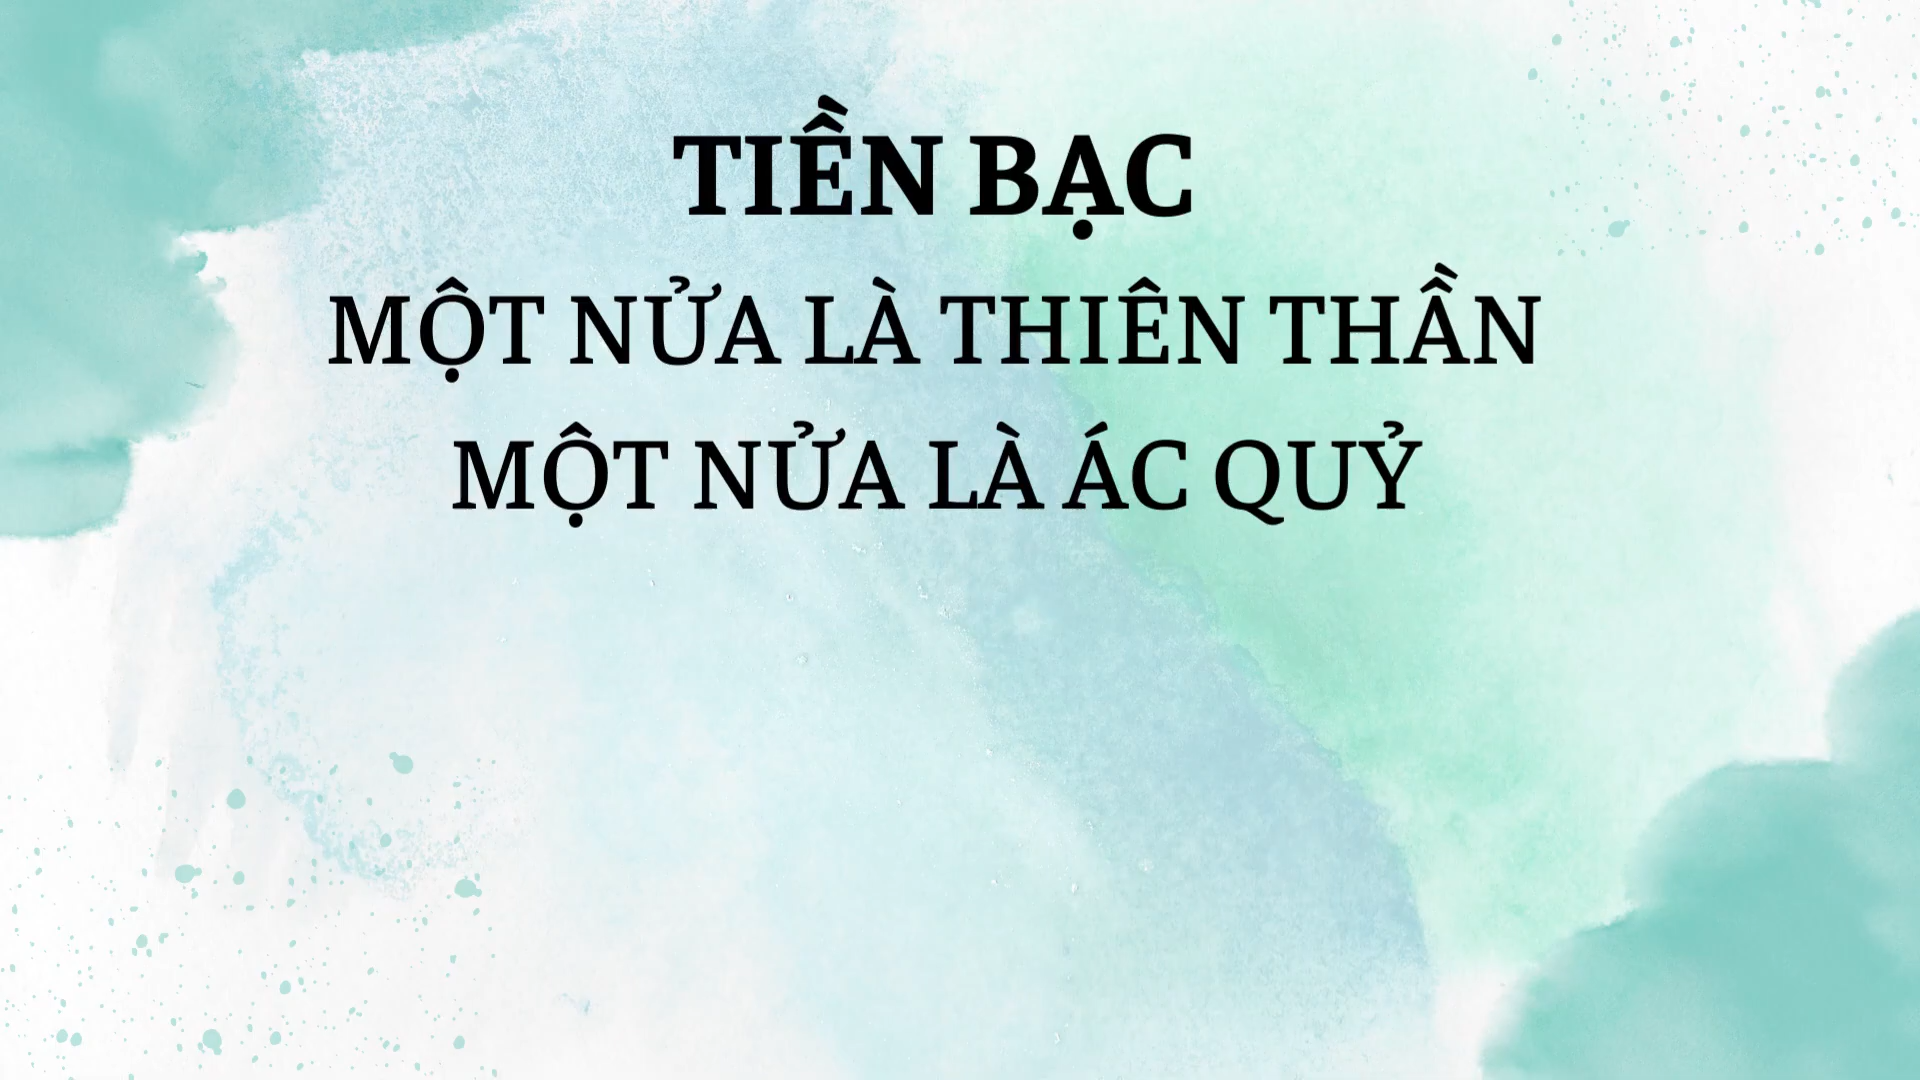 TIỀN BẠC
MỘT NỬA LÀ THIÊN THẦN
MỘT NỬA LÀ ÁC QUỶ